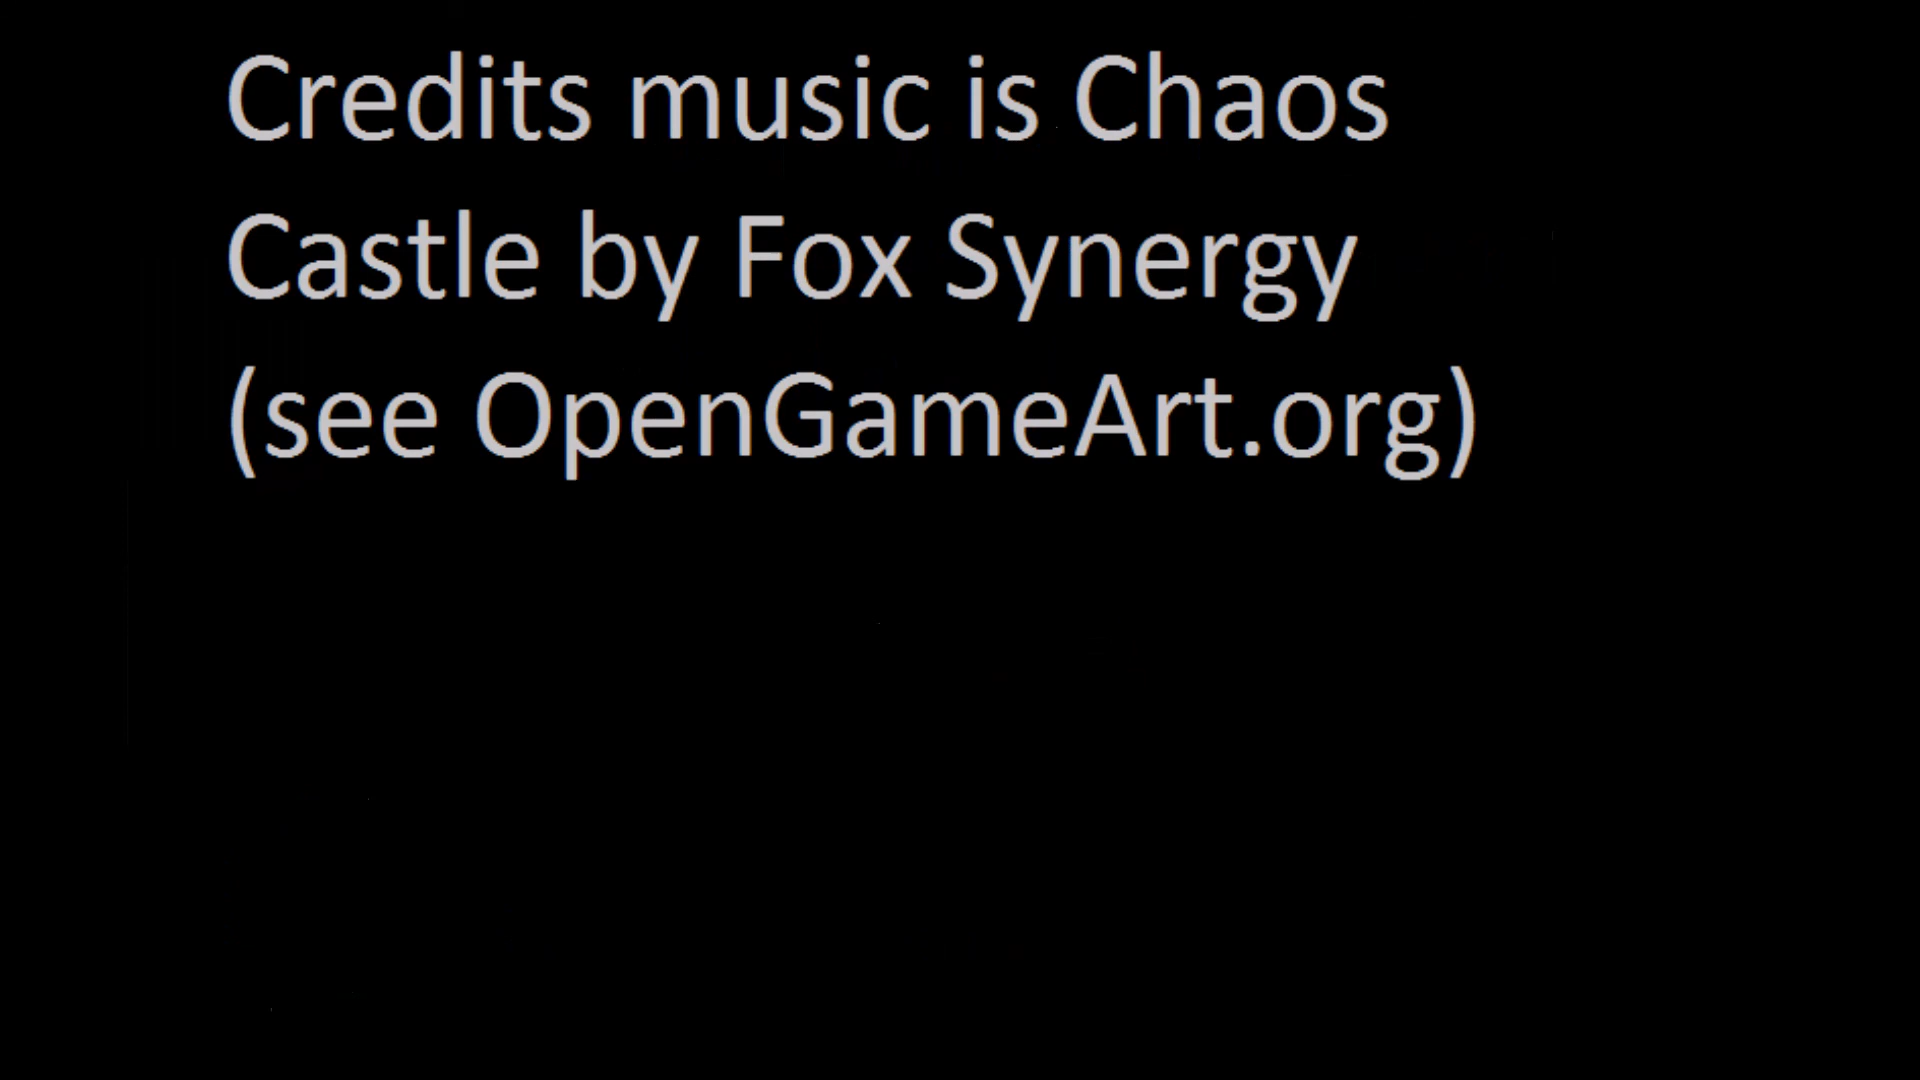 Credits music is Chaos
Castle by Fox Synergy
(see OpenGameArt.org)